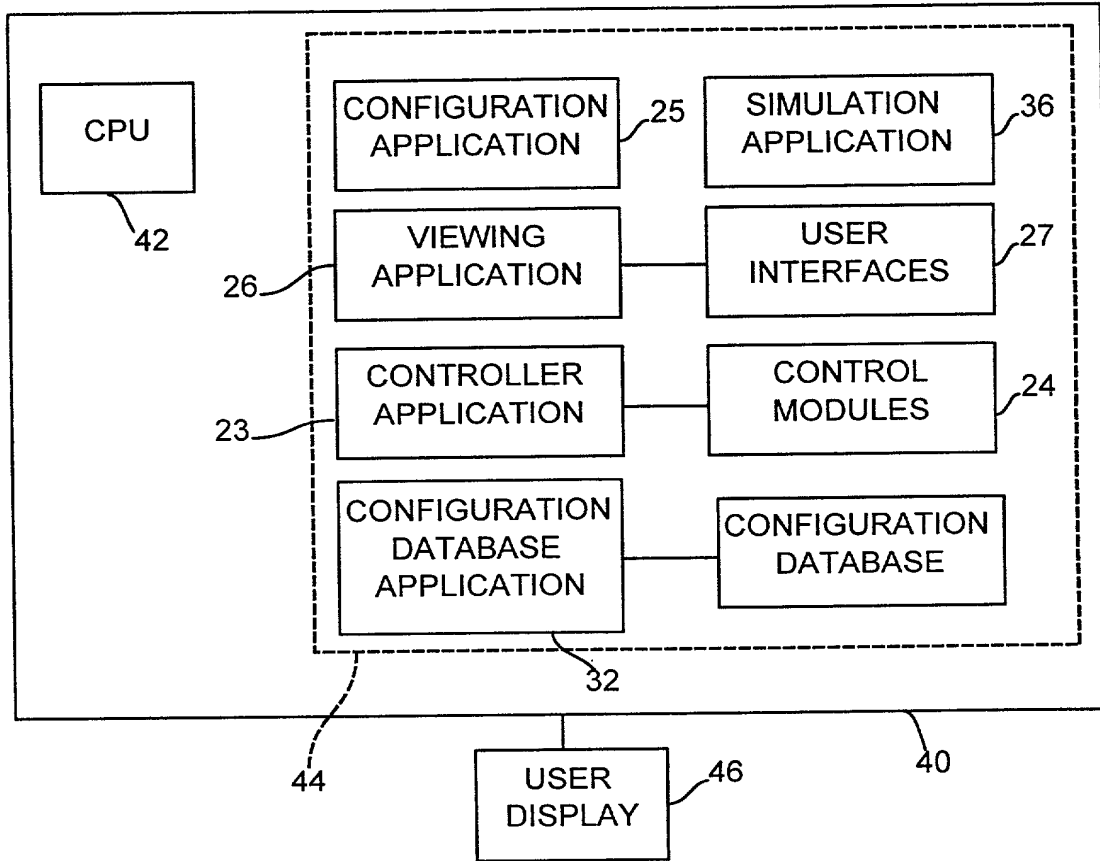 CPU
42
CONFIGURATION
APPLICATION
25
SIMULATION
APPLICATION
36
VIEWING
APPLICATION
26
USER
INTERFACES
27
CONTROLLER
APPLICATION
23
CONTROL
MODULES
24
CONFIGURATION
DATABASE
APPLICATION
32
CONFIGURATION
DATABASE
44
40
USER
DISPLAY
46